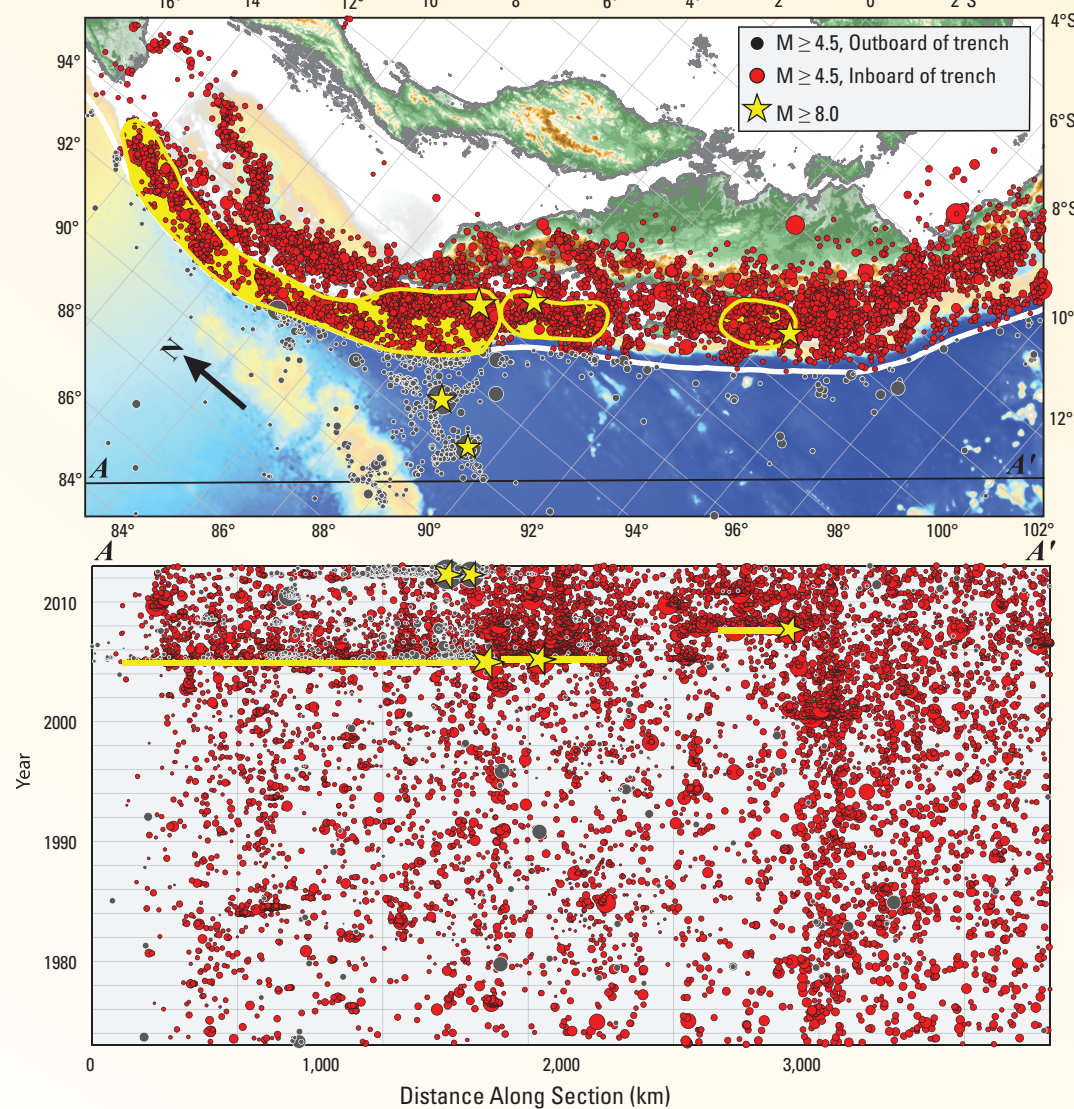 16° 14° 12° 10° 8° 6° 4° 2° 0° 2°S
4°S
M ≥ 4.5, Outboard of trench
M ≥ 4.5, Inboard of trench
M ≥ 8.0
94°
6°S
92°
8°S
90°
88°
10°
N
86°
12°
84°
A A'
84° 86° 88° 90° 92° 94° 96° 98° 100° 102°
A A'
2010
2000
Year
1990
1980
0 1,000 2,000 3,000
Distance Along Section (km)